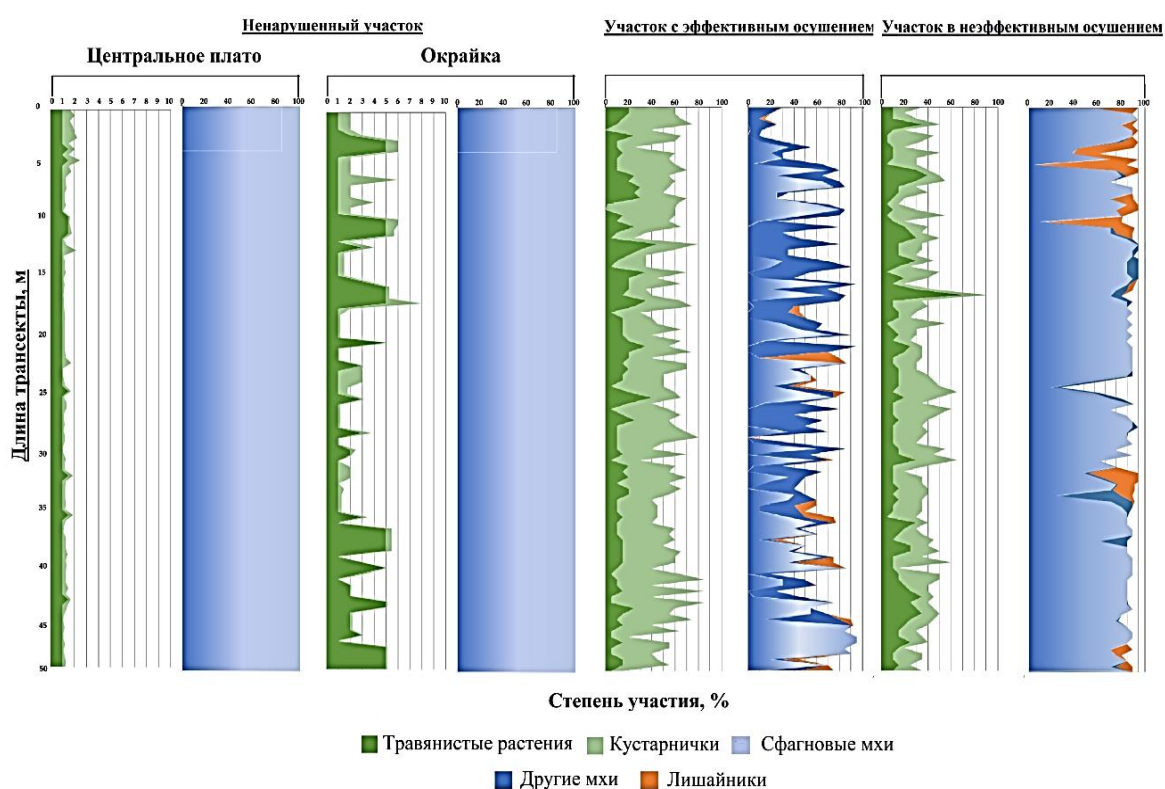 Ненарушенный участок
Участок с эффективным осушением
Участок в неэффективным осушением
Центральное плато
Окрайка
0 1 2 3 4 5 6 7 8 9 10
0 20 40 60 80 100
0 1 2 3 4 5 6 7 8 9 10
0 20 40 60 80 100
0 20 40 60 80 100
0 20 40 60 80 100
0 20 40 60 80 100
0 20 40 60 80 100
Длина трансекты, м
0
5
10
15
20
25
30
35
40
45
50
Степень участия, %
Травянистые растения
Кустарнички
Сфагновые мхи
Другие мхи
Лишайники